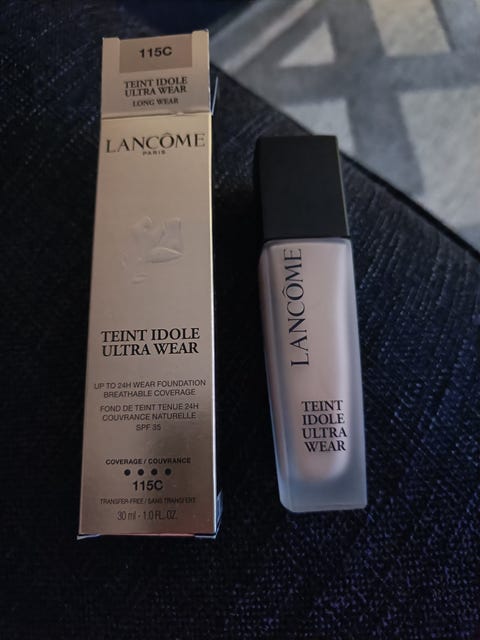 115C
TEINT IDOLE
ULTRA WEAR
LONG WEAR
LANCÔME
PARIS
TEINT IDOLE
ULTRA WEAR
UP TO 24H WEAR FOUNDATION
BREATHABLE COVERAGE
FOND DE TEINT TENUE 24H
COUVRANCE NATURELLE
SPF 35
COVERAGE / COUVRANCE
115C
TRANSFER-FREE / SANS TRANSFERT
30 ml - 1.0 FL. OZ.
LANCÔME
TEINT
IDOLE
ULTRA
WEAR